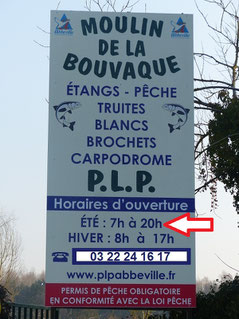 MOULIN
DE LA
BOUVAQUE
ÉTANGS - PÊCHE
TRUITES
BLANCS
BROCHETS
CARPODROME
P.L.P.
Horaires d'ouverture
ÉTÉ : 7h à 20h
HIVER : 8h à 17h
03 22 24 16 17
www.plpabbeville.fr
PERMIS DE PÊCHE OBLIGATOIRE
EN CONFORMITÉ AVEC LA LOI PÊCHE